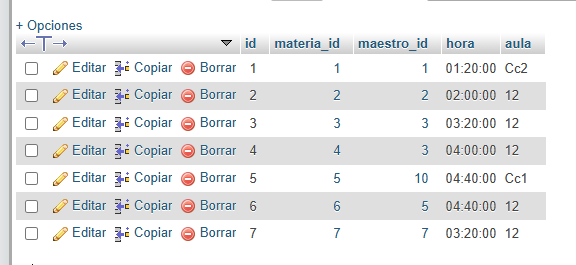 + Opciones
←T→ id materia_id maestro_id hora aula
Editar Copiar Borrar 1 1 1 01:20:00 Cc2
Editar Copiar Borrar 2 2 2 02:00:00 12
Editar Copiar Borrar 3 3 3 03:20:00 12
Editar Copiar Borrar 4 4 3 04:00:00 12
Editar Copiar Borrar 5 5 10 04:40:00 Cc1
Editar Copiar Borrar 6 6 5 04:40:00 12
Editar Copiar Borrar 7 7 7 03:20:00 12